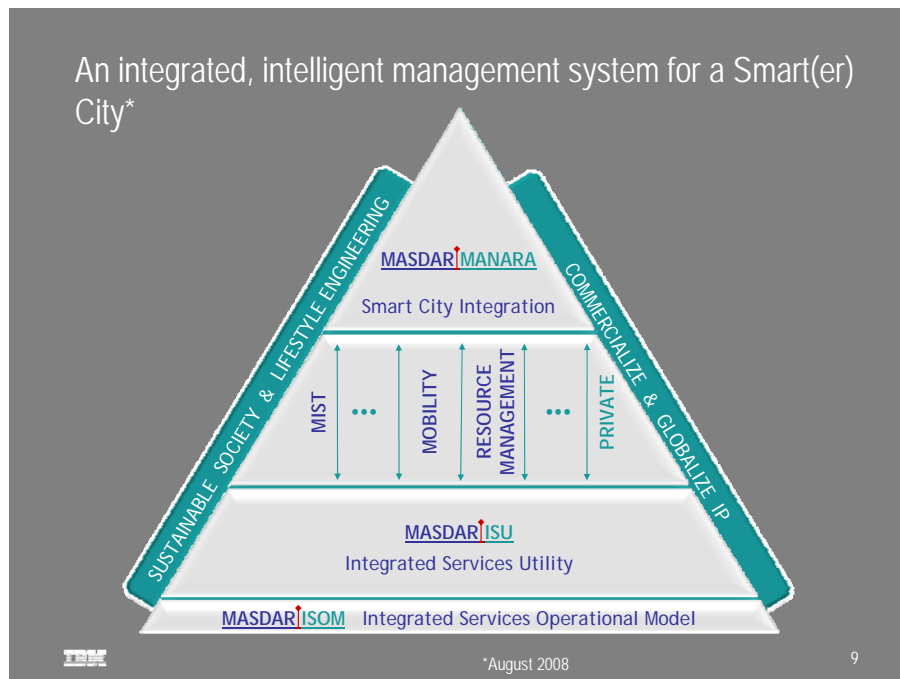 An integrated, intelligent management system for a Smart(er)
City*
SUSTAINABLE SOCIETY & LIFESTYLE ENGINEERING
COMMERCIALIZE & GLOBALIZE IP
MASDAR MANARA
Smart City Integration
MIST
...
MOBILITY
RESOURCE
MANAGEMENT
...
PRIVATE
MASDAR ISU
Integrated Services Utility
MASDAR ISOM Integrated Services Operational Model
IBM
*August 2008
9